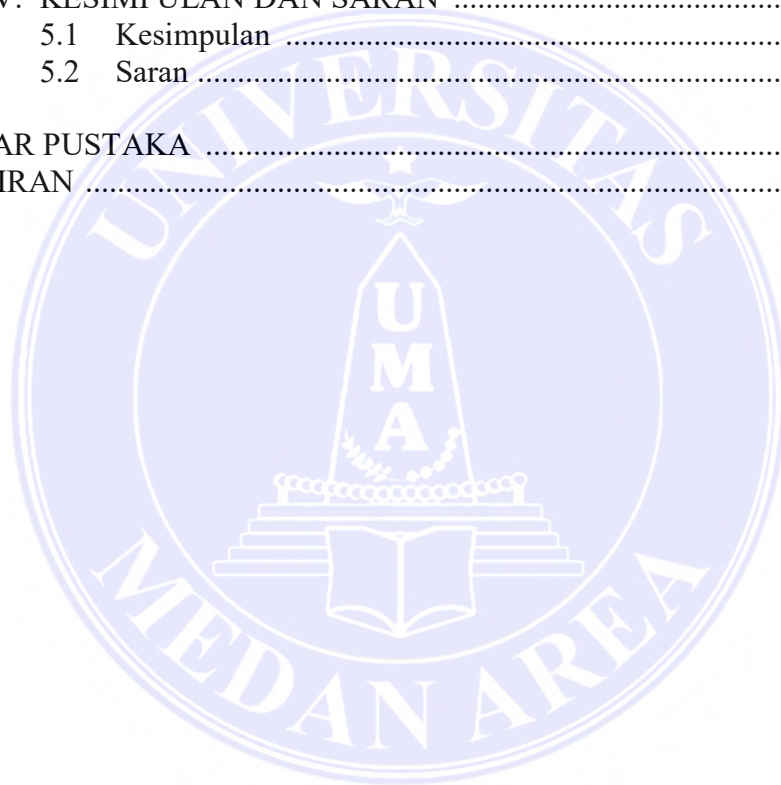 V. KESIMPULAN DAN SARAN ........................................
5.1 Kesimpulan ...............................................................
5.2 Saran ..........................................................................
AR PUSTAKA .........................................................................
IRAN ........................................................................................
UNIVERSITAS
U
M
A
MEDAN AREA